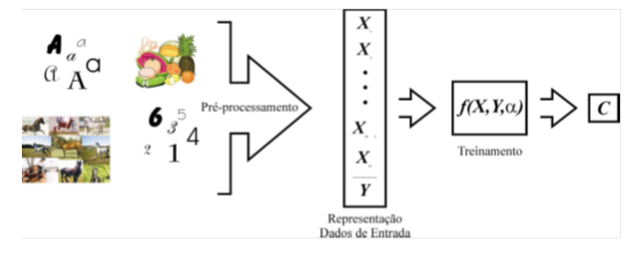 A a
a
a A a
6 5
3 4
2 1
Pré-processamento
X
X
X
X
Y
Representação
Dados de Entrada
f(X,Y,α)
Treinamento
C